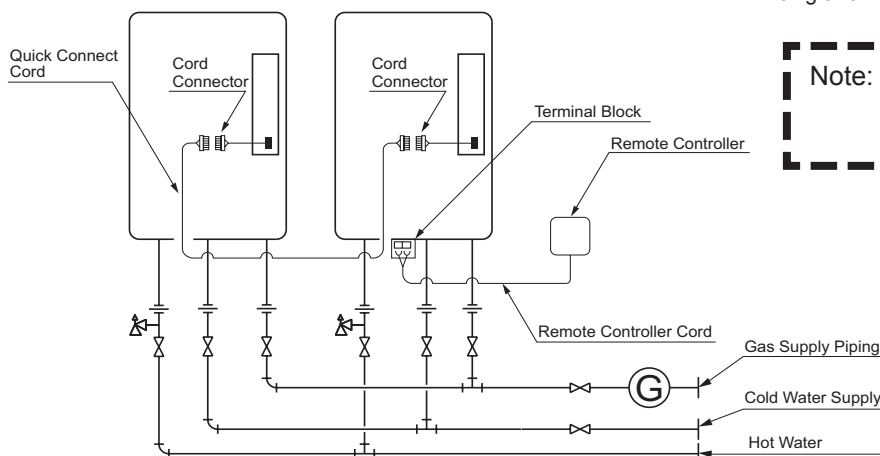 Quick Connect
Cord
Cord
Connector
Cord
Connector
Terminal Block
Remote Controller
Note:
Remote Controller Cord
Gas Supply Piping
G
Cold Water Supply
Hot Water